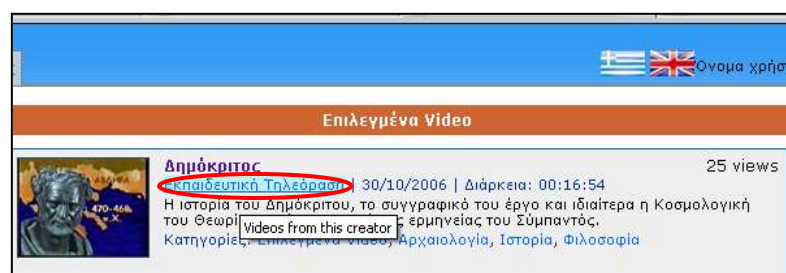 Όνομα χρήσ
Επιλεγμένα Video
Δημόκριτος
25 views
Εκπαιδευτική Τηλεόραση | 30/10/2006 | Διάρκεια: 00:16:54
Η ιστορία του Δημόκριτου, το συγγραφικό του έργο και ιδιαίτερα η Κοσμολογική
του Θεωρί ς ερμηνείας του Σύμπαντός.
Videos from this creator
Κατηγορίες: Επιλεγμένα Video, Αρχαιολογία, Ιστορία, Φιλοσοφία
470-460
π.Χ.